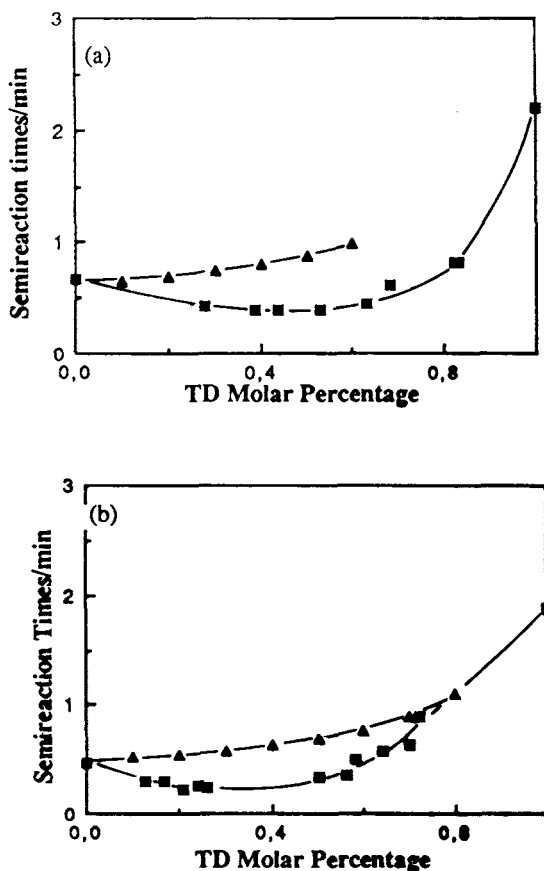 3
(a)
Semireaction times/min
2
1
0
0,0
0,4
0,8
TD Molar Percentage
3
(b)
Semireaction Times/min
2
1
0
0,0
0,4
0,8
TD Molar Percentage